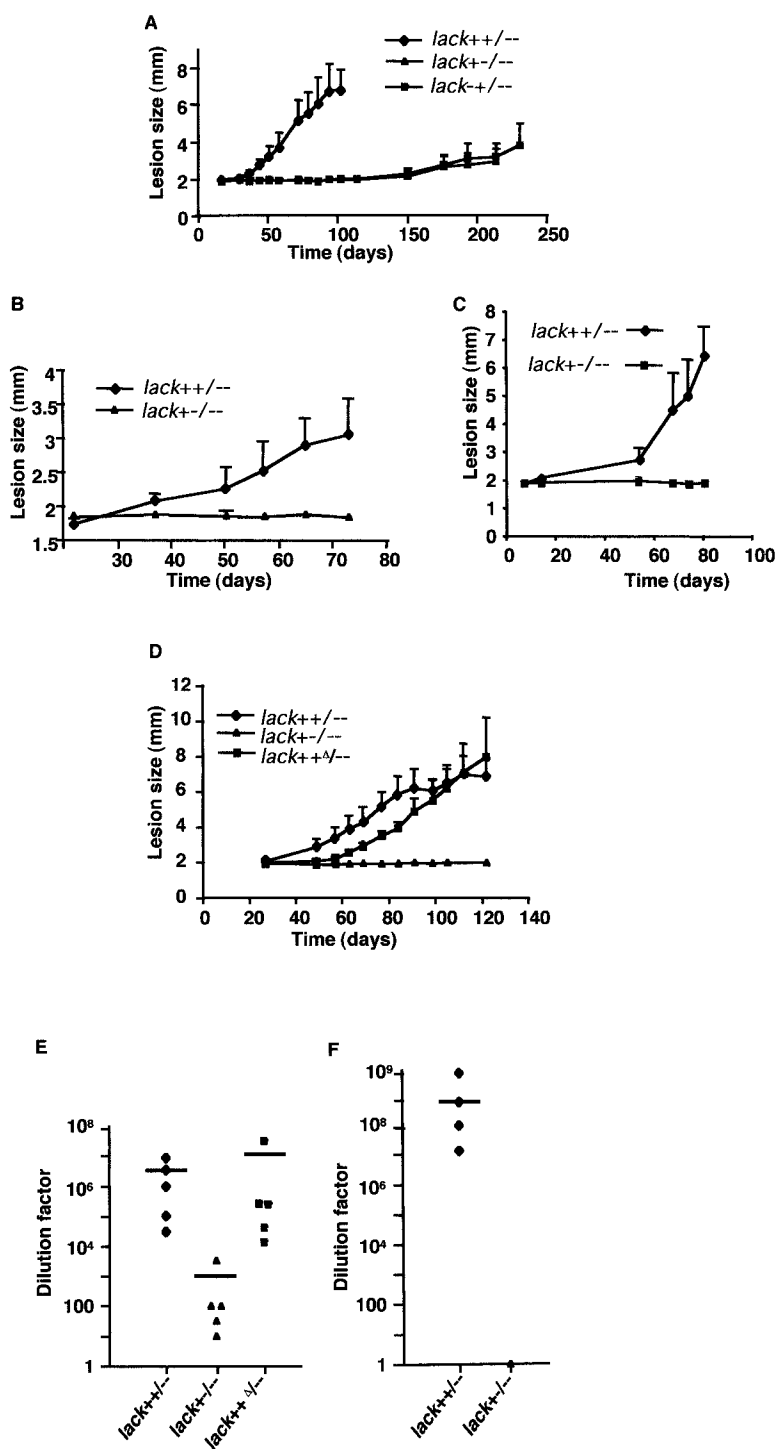 A
lack++/--
lack+-/--
lack-+/--
Lesion size (mm)
8
6
4
2
0
0 50 100 150 200 250
Time (days)
B
lack++/--
lack+-/--
Lesion size (mm)
4
3.5
3
2.5
2
1.5
30 40 50 60 70 80
Time (days)
C
lack++/--
lack+-/--
Lesion size (mm)
8
7
6
5
4
3
2
1
0
0 20 40 60 80 100
Time (days)
D
lack++/--
lack+-/--
lack++Δ/--
Lesion size (mm)
12
10
8
6
4
2
0
0 20 40 60 80 100 120 140
Time (days)
E
Dilution factor
10⁸
10⁶
10⁴
100
1
lack++/--
lack+-/--
lack++ Δ/--
F
Dilution factor
10⁹
10⁸
10⁶
10⁴
100
1
lack++/--
lack+-/--